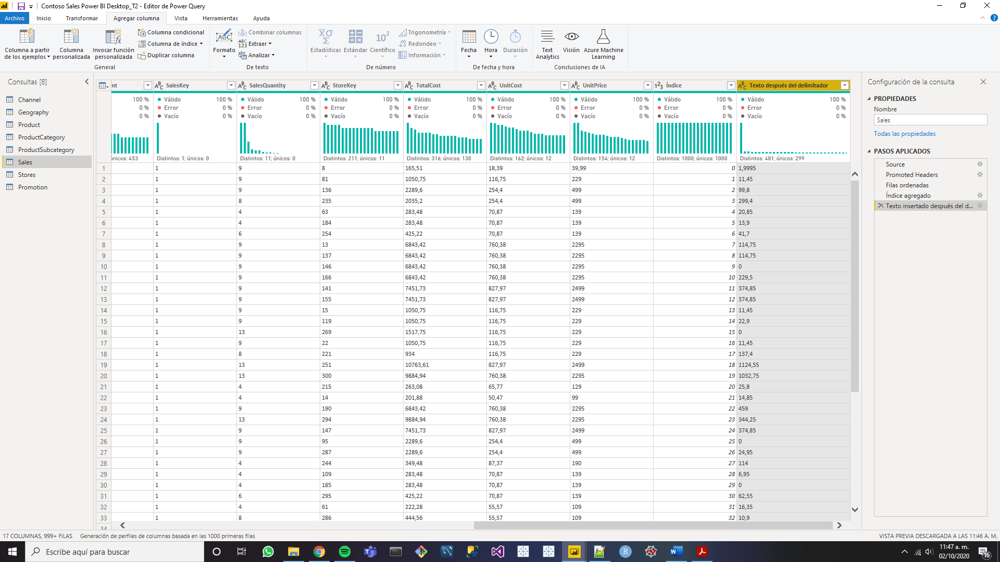 Contoso Sales Power BI Desktop_T2 - Editor de Power Query
Archivo Inicio Transformar Agregar columna Vista Herramientas Ayuda
Columna a partir de los ejemplos
Columna personalizada
Invocar función personalizada
Columna condicional
Columna de índice
Duplicar columna
General
Formato
Combinar columnas
Extraer
Analizar
De texto
Estadísticas
Estándar
Científico
Trigonometría
Redondeo
Información
De número
Fecha
Hora
Duración
De fecha y hora
Text Analytics
Visión
Azure Machine Learning
Conclusiones de IA
Consultas [8]
Channel
Geography
Product
ProductCategory
ProductSubcategory
Sales
Stores
Promotion
nt SalesKey SalesQuantity StoreKey TotalCost UnitCost UnitPrice Índice Texto después del delimitador
100 % Válido 100 % Válido 100 % Válido 100 % Válido 100 % Válido 100 % Válido 100 % Válido 100 % Válido 100 %
0 % Error 0 % Error 0 % Error 0 % Error 0 % Error 0 % Error 0 % Error 0 % Error 0 %
0 % Vacío 0 % Vacío 0 % Vacío 0 % Vacío 0 % Vacío 0 % Vacío 0 % Vacío 0 % Vacío 0 %
únicos: 453 Distintos: 1; únicos: 0 Distintos: 11; únicos: 0 Distintos: 211; únicos: 11 Distintos: 316; únicos: 130 Distintos: 162; únicos: 12 Distintos: 154; únicos: 12 Distintos: 1000; únicos: 1000 Distintos: 481; únicos: 299
1 1 9 8 165,51 18,39 39,99 0 1,9995
2 1 9 81 1050,75 116,75 229 1 11,45
3 1 9 136 2289,6 254,4 499 2 99,8
4 1 8 235 2035,2 254,4 499 3 299,4
5 1 4 63 283,48 70,87 139 4 20,85
6 1 4 184 283,48 70,87 139 5 13,9
7 1 6 254 425,22 70,87 139 6 41,7
8 1 9 13 6843,42 760,38 2295 7 114,75
9 1 9 137 6843,42 760,38 2295 8 114,75
10 1 9 146 6843,42 760,38 2295 9 0
11 1 9 166 6843,42 760,38 2295 10 229,5
12 1 9 141 7451,73 827,97 2499 11 374,85
13 1 9 155 7451,73 827,97 2499 12 374,85
14 1 9 15 1050,75 116,75 229 13 11,45
15 1 9 119 1050,75 116,75 229 14 22,9
16 1 13 269 1517,75 116,75 229 15 0
17 1 9 22 1050,75 116,75 229 16 11,45
18 1 8 221 934 116,75 229 17 137,4
19 1 13 251 10763,61 827,97 2499 18 1124,55
20 1 13 300 9884,94 760,38 2295 19 1032,75
21 1 4 215 263,08 65,77 129 20 25,8
22 1 4 14 201,88 50,47 99 21 14,85
23 1 9 190 6843,42 760,38 2295 22 459
24 1 13 294 9884,94 760,38 2295 23 344,25
25 1 9 147 7451,73 827,97 2499 24 374,85
26 1 9 95 2289,6 254,4 499 25 0
27 1 9 287 2289,6 254,4 499 26 24,95
28 1 4 244 349,48 87,37 190 27 114
29 1 4 109 283,48 70,87 139 28 6,95
30 1 4 185 283,48 70,87 139 29 0
31 1 6 295 425,22 70,87 139 30 62,55
32 1 4 61 222,28 55,57 109 31 16,35
33 1 8 286 444,56 55,57 109 32 10,9
34
Configuración de la consulta
PROPIEDADES
Nombre
Sales
Todas las propiedades
PASOS APLICADOS
Source
Promoted Headers
Filas ordenadas
Índice agregado
Texto insertado después del d...
17 COLUMNAS, 999+ FILAS Generación de perfiles de columnas basada en las 1000 primeras filas VISTA PREVIA DESCARGADA A LAS 11:46 A. M.
Escribe aquí para buscar
11:47 a. m.
02/10/2020
16